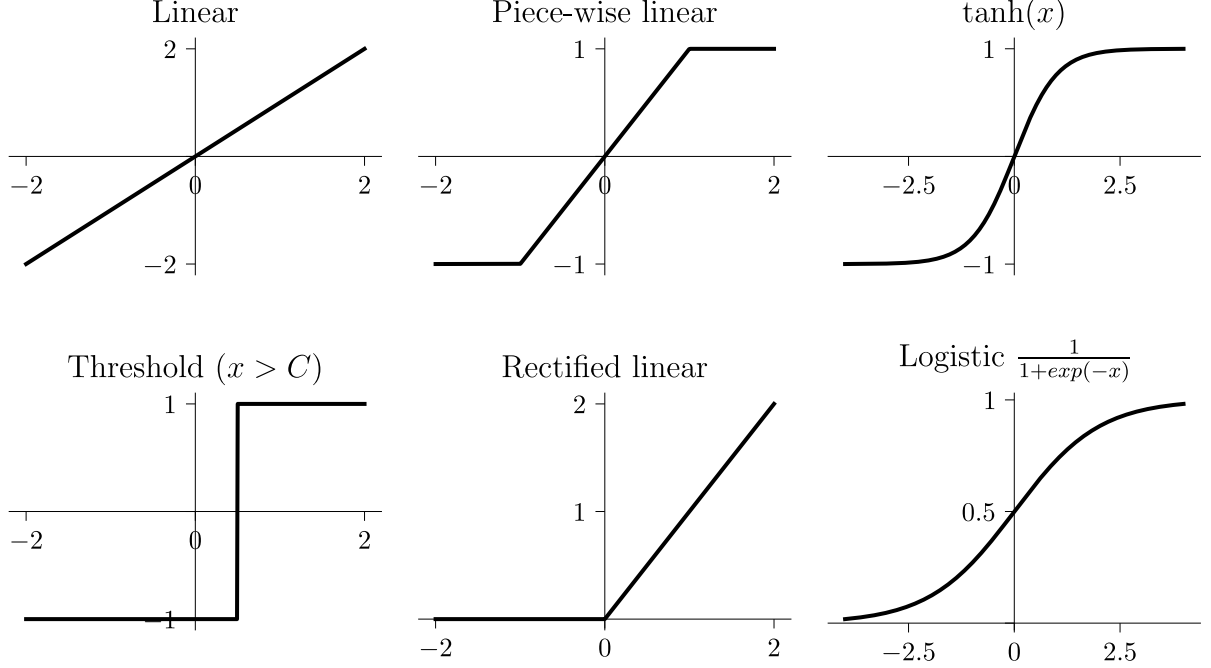 Linear
2
−2 0 2
−2
Piece-wise linear
1
−2 0 2
−1
tanh(x)
1
−2.5 0 2.5
−1
Threshold (x > C)
1
−2 0 2
−1
Rectified linear
2
1
−2 0 2
Logistic 1/1+exp(−x)
1
0.5
−2.5 0 2.5